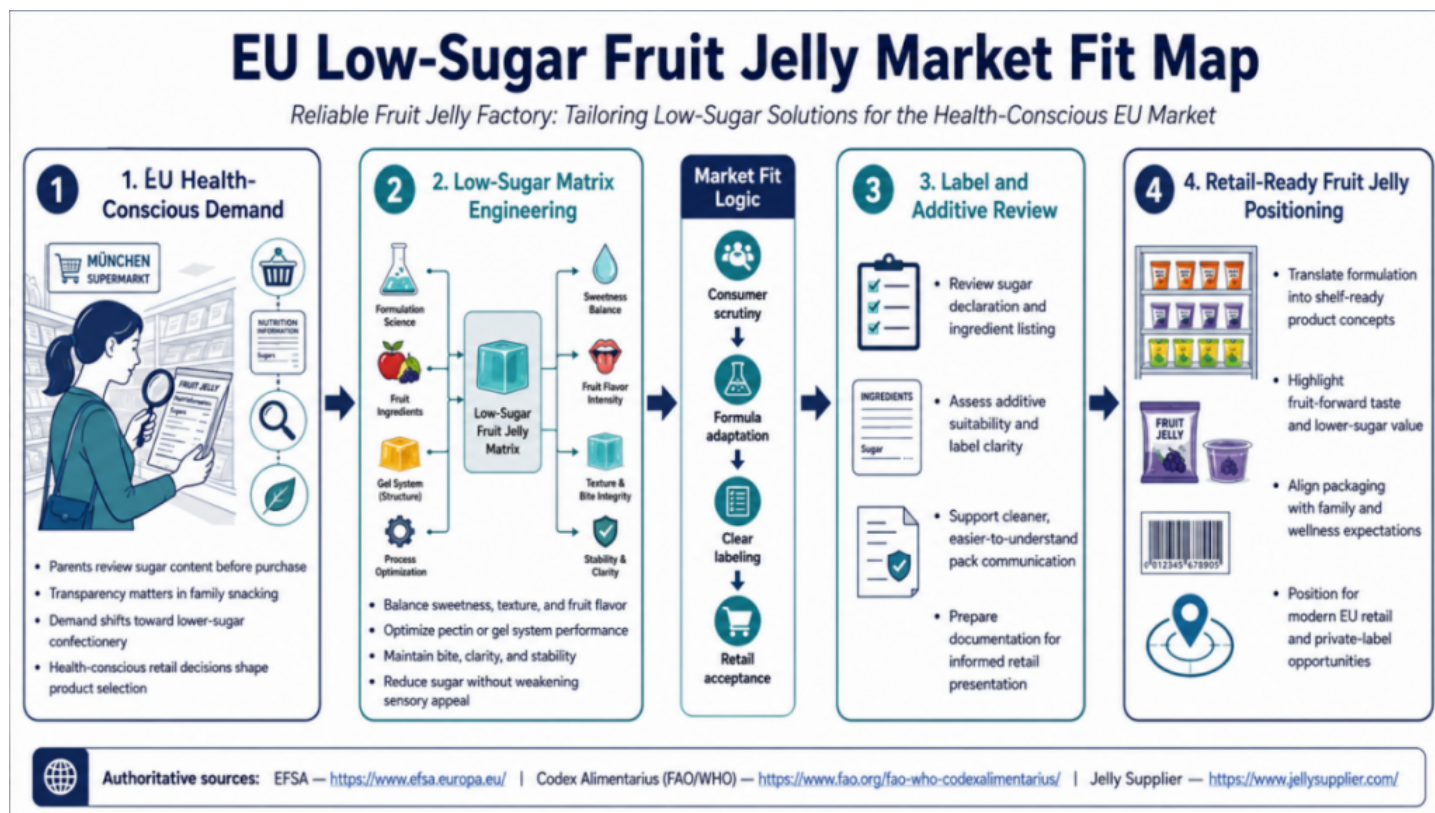 EU Low-Sugar Fruit Jelly Market Fit Map
Reliable Fruit Jelly Factory: Tailoring Low-Sugar Solutions for the Health-Conscious EU Market
1
1. EU Health-
Conscious Demand
MÜNCHEN
SUPERMARKT
NUTRITION
INFORMATION
Sugars
FRUIT JELLY
Sugars
• Parents review sugar content before purchase
• Transparency matters in family snacking
• Demand shifts toward lower-sugar
confectionery
• Health-conscious retail decisions shape
product selection
2
2. Low-Sugar Matrix
Engineering
Formulation
Science
Fruit
Ingredients
Gel System
(Structure)
Process
Optimization
Low-Sugar
Fruit Jelly
Matrix
Sweetness
Balance
Fruit Flavor
Intensity
Texture &
Bite Integrity
Stability &
Clarity
• Balance sweetness, texture, and fruit flavor
• Optimize pectin or gel system performance
• Maintain bite, clarity, and stability
• Reduce sugar without weakening
sensory appeal
Market Fit
Logic
Consumer
scrutiny
Formula
adaptation
Clear
labeling
Retail
acceptance
3
3. Label and
Additive Review
INGREDIENTS
Sugar
• Review sugar
declaration and
ingredient listing
• Assess additive
suitability and
label clarity
• Support cleaner,
easier-to-understand
pack communication
• Prepare
documentation for
informed retail
presentation
4
4. Retail-Ready Fruit Jelly
Positioning
FRUIT
JELLY
0 012345 678905
• Translate formulation
into shelf-ready
product concepts
• Highlight
fruit-forward taste
and lower-sugar value
• Align packaging
with family and
wellness expectations
• Position for
modern EU retail
and private-label
opportunities
Authoritative sources: EFSA — https://www.efsa.europa.eu/ | Codex Alimentarius (FAO/WHO) — https://www.fao.org/fao-who-codexalimentarius/ | Jelly Supplier — https://www.jellysupplier.com/